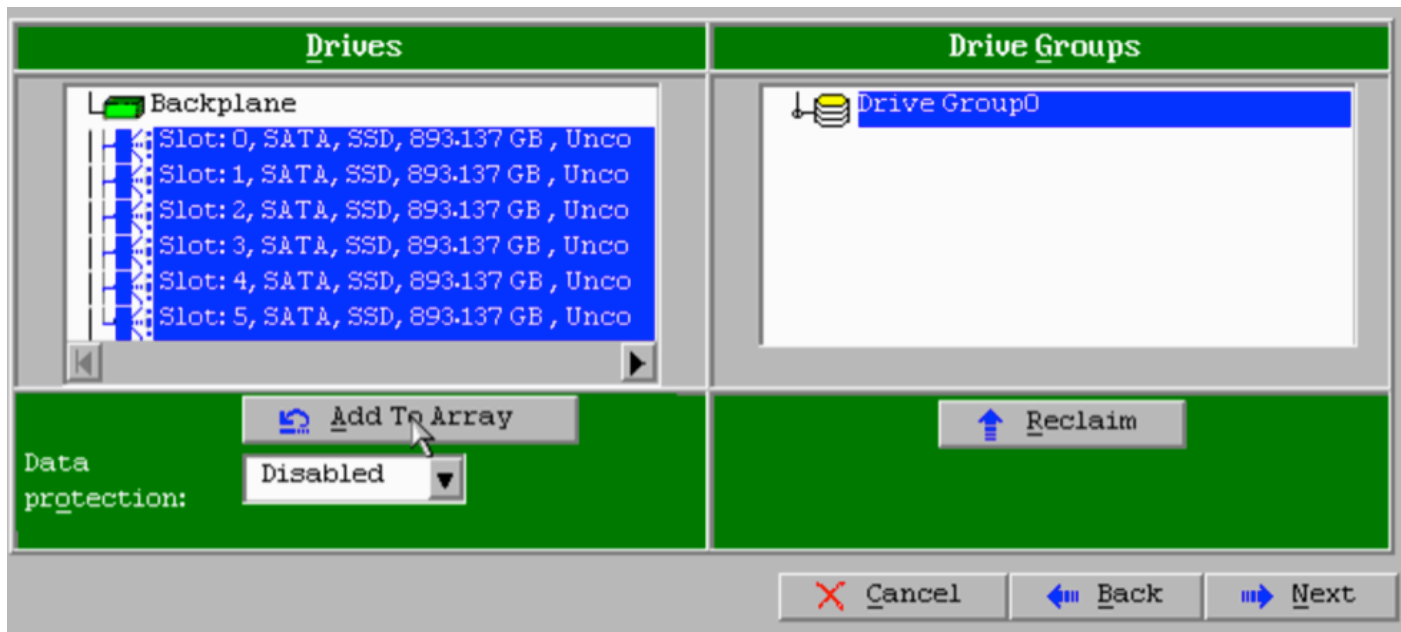 Drives
Drive Groups
Backplane
Slot: 0, SATA, SSD, 893.137 GB , Unco
Slot: 1, SATA, SSD, 893.137 GB , Unco
Slot: 2, SATA, SSD, 893.137 GB , Unco
Slot: 3, SATA, SSD, 893.137 GB , Unco
Slot: 4, SATA, SSD, 893.137 GB , Unco
Slot: 5, SATA, SSD, 893.137 GB , Unco
Drive Group0
Add To Array
Data
protection:
Disabled
Reclaim
Cancel
Back
Next